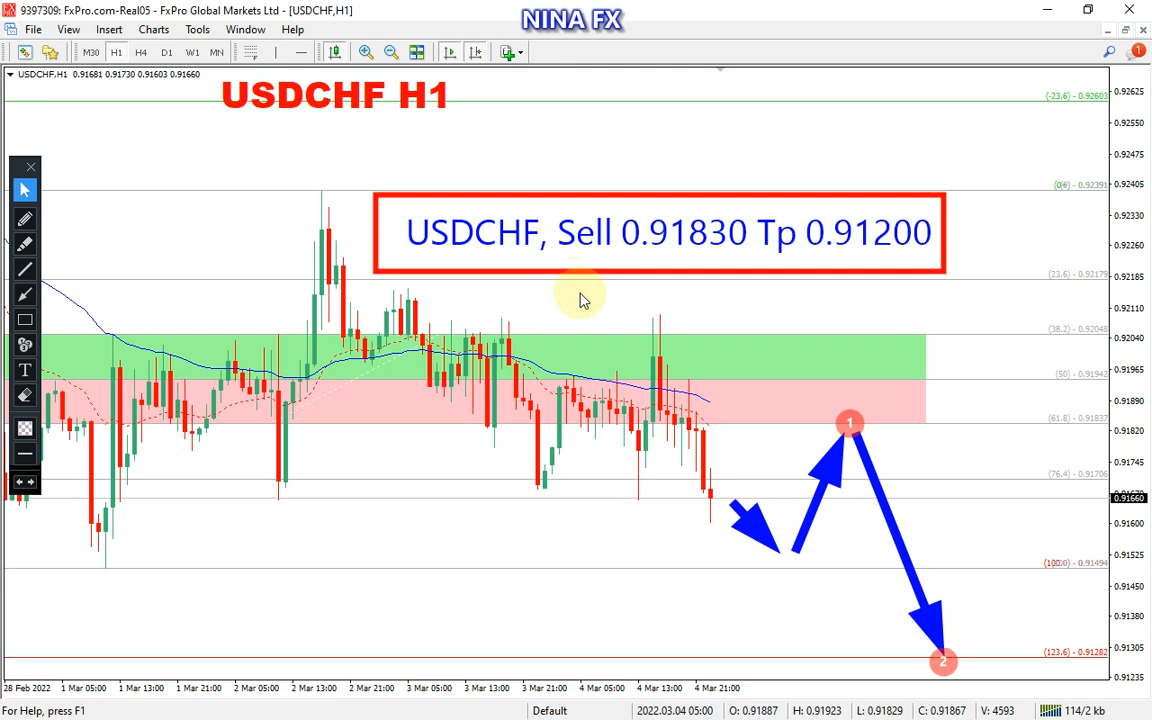 9397309: FxPro.com-Real05 - FxPro Global Markets Ltd - [USDCHF,H1]
NINA FX
File View Insert Charts Tools Window Help
1
M30 H1 H4 D1 W1 MN
USDCHF,H1 0.91681 0.91730 0.91603 0.91660
USDCHF H1
USDCHF, Sell 0.91830 Tp 0.91200
T
(-23.6) - 0.92603
0.92391
(23.6) - 0.92179
(38.2) - 0.92048
(50) - 0.91942
(61.8) - 0.91837
(76.4) - 0.91706
0.91494
(123.6) - 0.91282
1
2
0.92625
0.92550
0.92475
0.92405
0.92330
0.92260
0.92185
0.92110
0.92040
0.91965
0.91890
0.91820
0.91745
0.91660
0.91600
0.91525
0.91450
0.91380
0.91305
0.91235
28 Feb 2022 1 Mar 05:00 1 Mar 13:00 1 Mar 21:00 2 Mar 05:00 2 Mar 13:00 2 Mar 21:00 3 Mar 05:00 3 Mar 13:00 3 Mar 21:00 4 Mar 05:00 4 Mar 13:00 4 Mar 21:00
For Help, press F1 Default 2022.03.04 05:00 O: 0.91887 H: 0.91923 L: 0.91829 C: 0.91867 V: 4593 114/2 kb